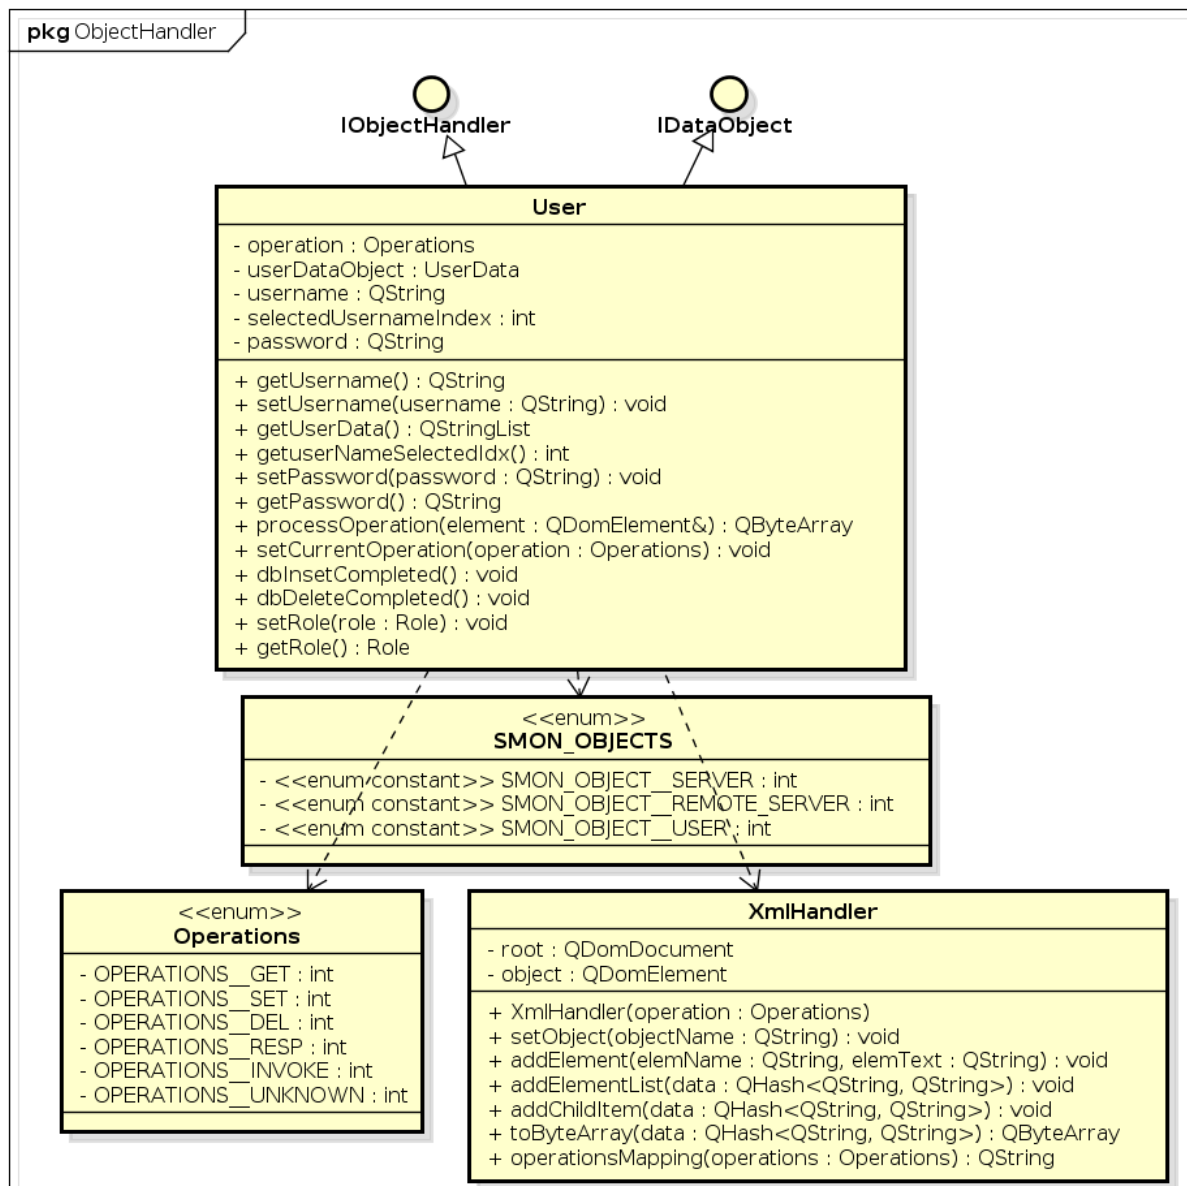 pkg ObjectHandler
IObjectHandler
IDataObject
User
- operation : Operations
- userDataObject : UserData
- username : QString
- selectedUsernameIndex : int
- password : QString
+ getUsername() : QString
+ setUsername(username : QString) : void
+ getUserData() : QStringList
+ getuserNameSelectedIdx() : int
+ setPassword(password : QString) : void
+ getPassword() : QString
+ processOperation(element : QDomElement&) : QByteArray
+ setCurrentOperation(operation : Operations) : void
+ dbInsetCompleted() : void
+ dbDeleteCompleted() : void
+ setRole(role : Role) : void
+ getRole() : Role
<<enum>>
SMON_OBJECTS
- <<enum constant>> SMON_OBJECT__SERVER : int
- <<enum constant>> SMON_OBJECT__REMOTE_SERVER : int
- <<enum constant>> SMON_OBJECT__USER : int
<<enum>>
Operations
- OPERATIONS__GET : int
- OPERATIONS__SET : int
- OPERATIONS__DEL : int
- OPERATIONS__RESP : int
- OPERATIONS__INVOKE : int
- OPERATIONS__UNKNOWN : int
XmlHandler
- root : QDomDocument
- object : QDomElement
+ XmlHandler(operation : Operations)
+ setObject(objectName : QString) : void
+ addElement(elemName : QString, elemText : QString) : void
+ addElementList(data : QHash<QString, QString>) : void
+ addChildItem(data : QHash<QString, QString>) : void
+ toByteArray(data : QHash<QString, QString>) : QByteArray
+ operationsMapping(operations : Operations) : QString